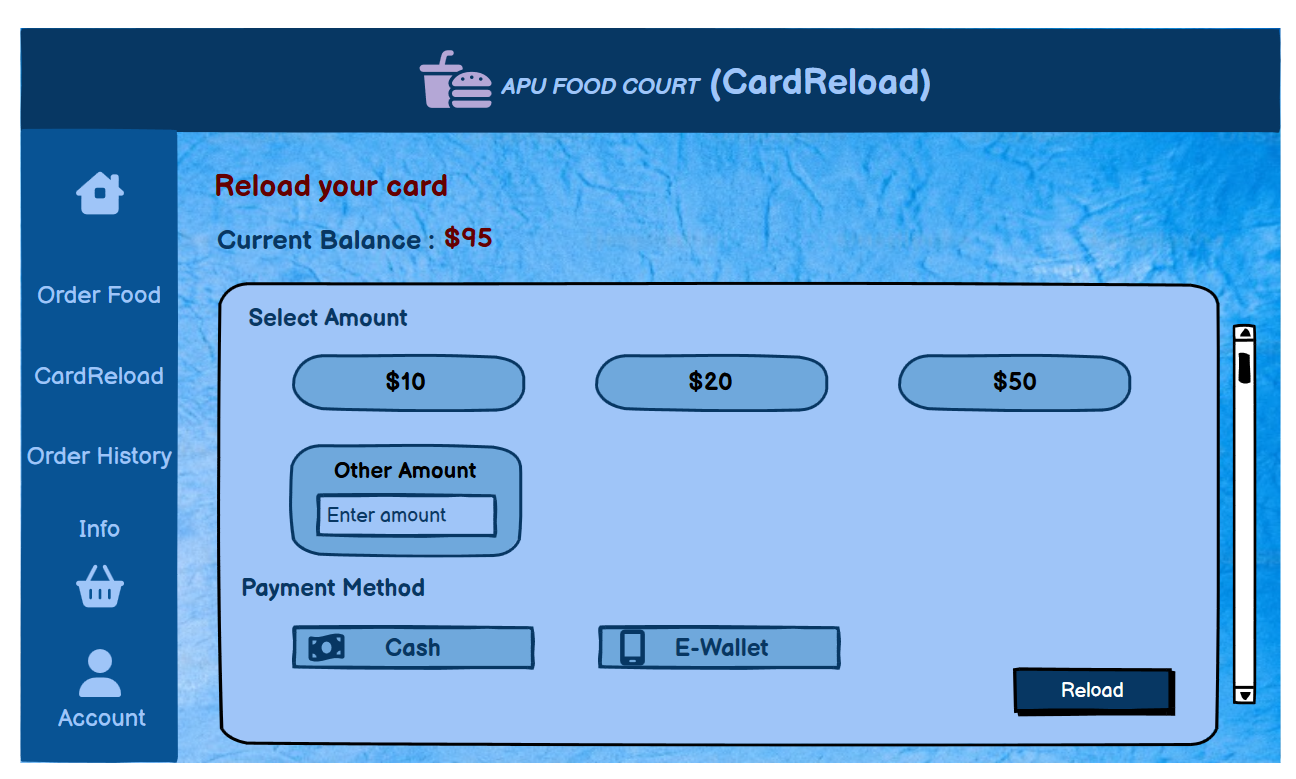 APU FOOD COURT (CardReload)
Order Food
CardReload
Order History
Info
Account
Reload your card
Current Balance : $95
Select Amount
$10 $20 $50
Other Amount
Enter amount
Payment Method
Cash E-Wallet
Reload